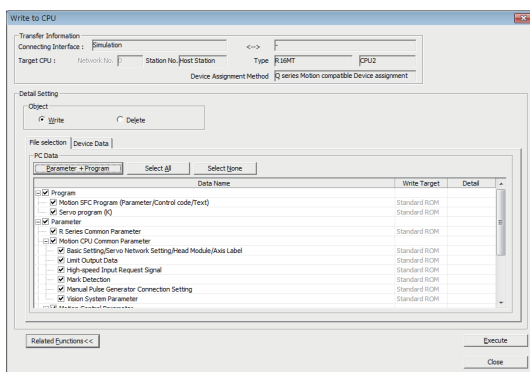 Write to CPU
Transfer Information
Connecting Interface : Simulation <--> -
Target CPU : Network No. 0 Station No. Host Station Type R16MT CPU2
Device Assignment Method Q series Motion compatible Device assignment
Detail Setting
Object
Write Delete
File selection Device Data
PC Data
Parameter + Program Select All Select None
Data Name Write Target Detail
Program
Motion SFC Program (Parameter/Control code/Text) Standard ROM
Servo program (K) Standard ROM
Parameter
R Series Common Parameter Standard ROM
Motion CPU Common Parameter
Basic Setting/Servo Network Setting/Head Module/Axis Label Standard ROM
Limit Output Data Standard ROM
High-speed Input Request Signal Standard ROM
Mark Detection Standard ROM
Manual Pulse Generator Connection Setting Standard ROM
Vision System Parameter Standard ROM
Motion Control Parameter
Related Functions<< Execute
Close